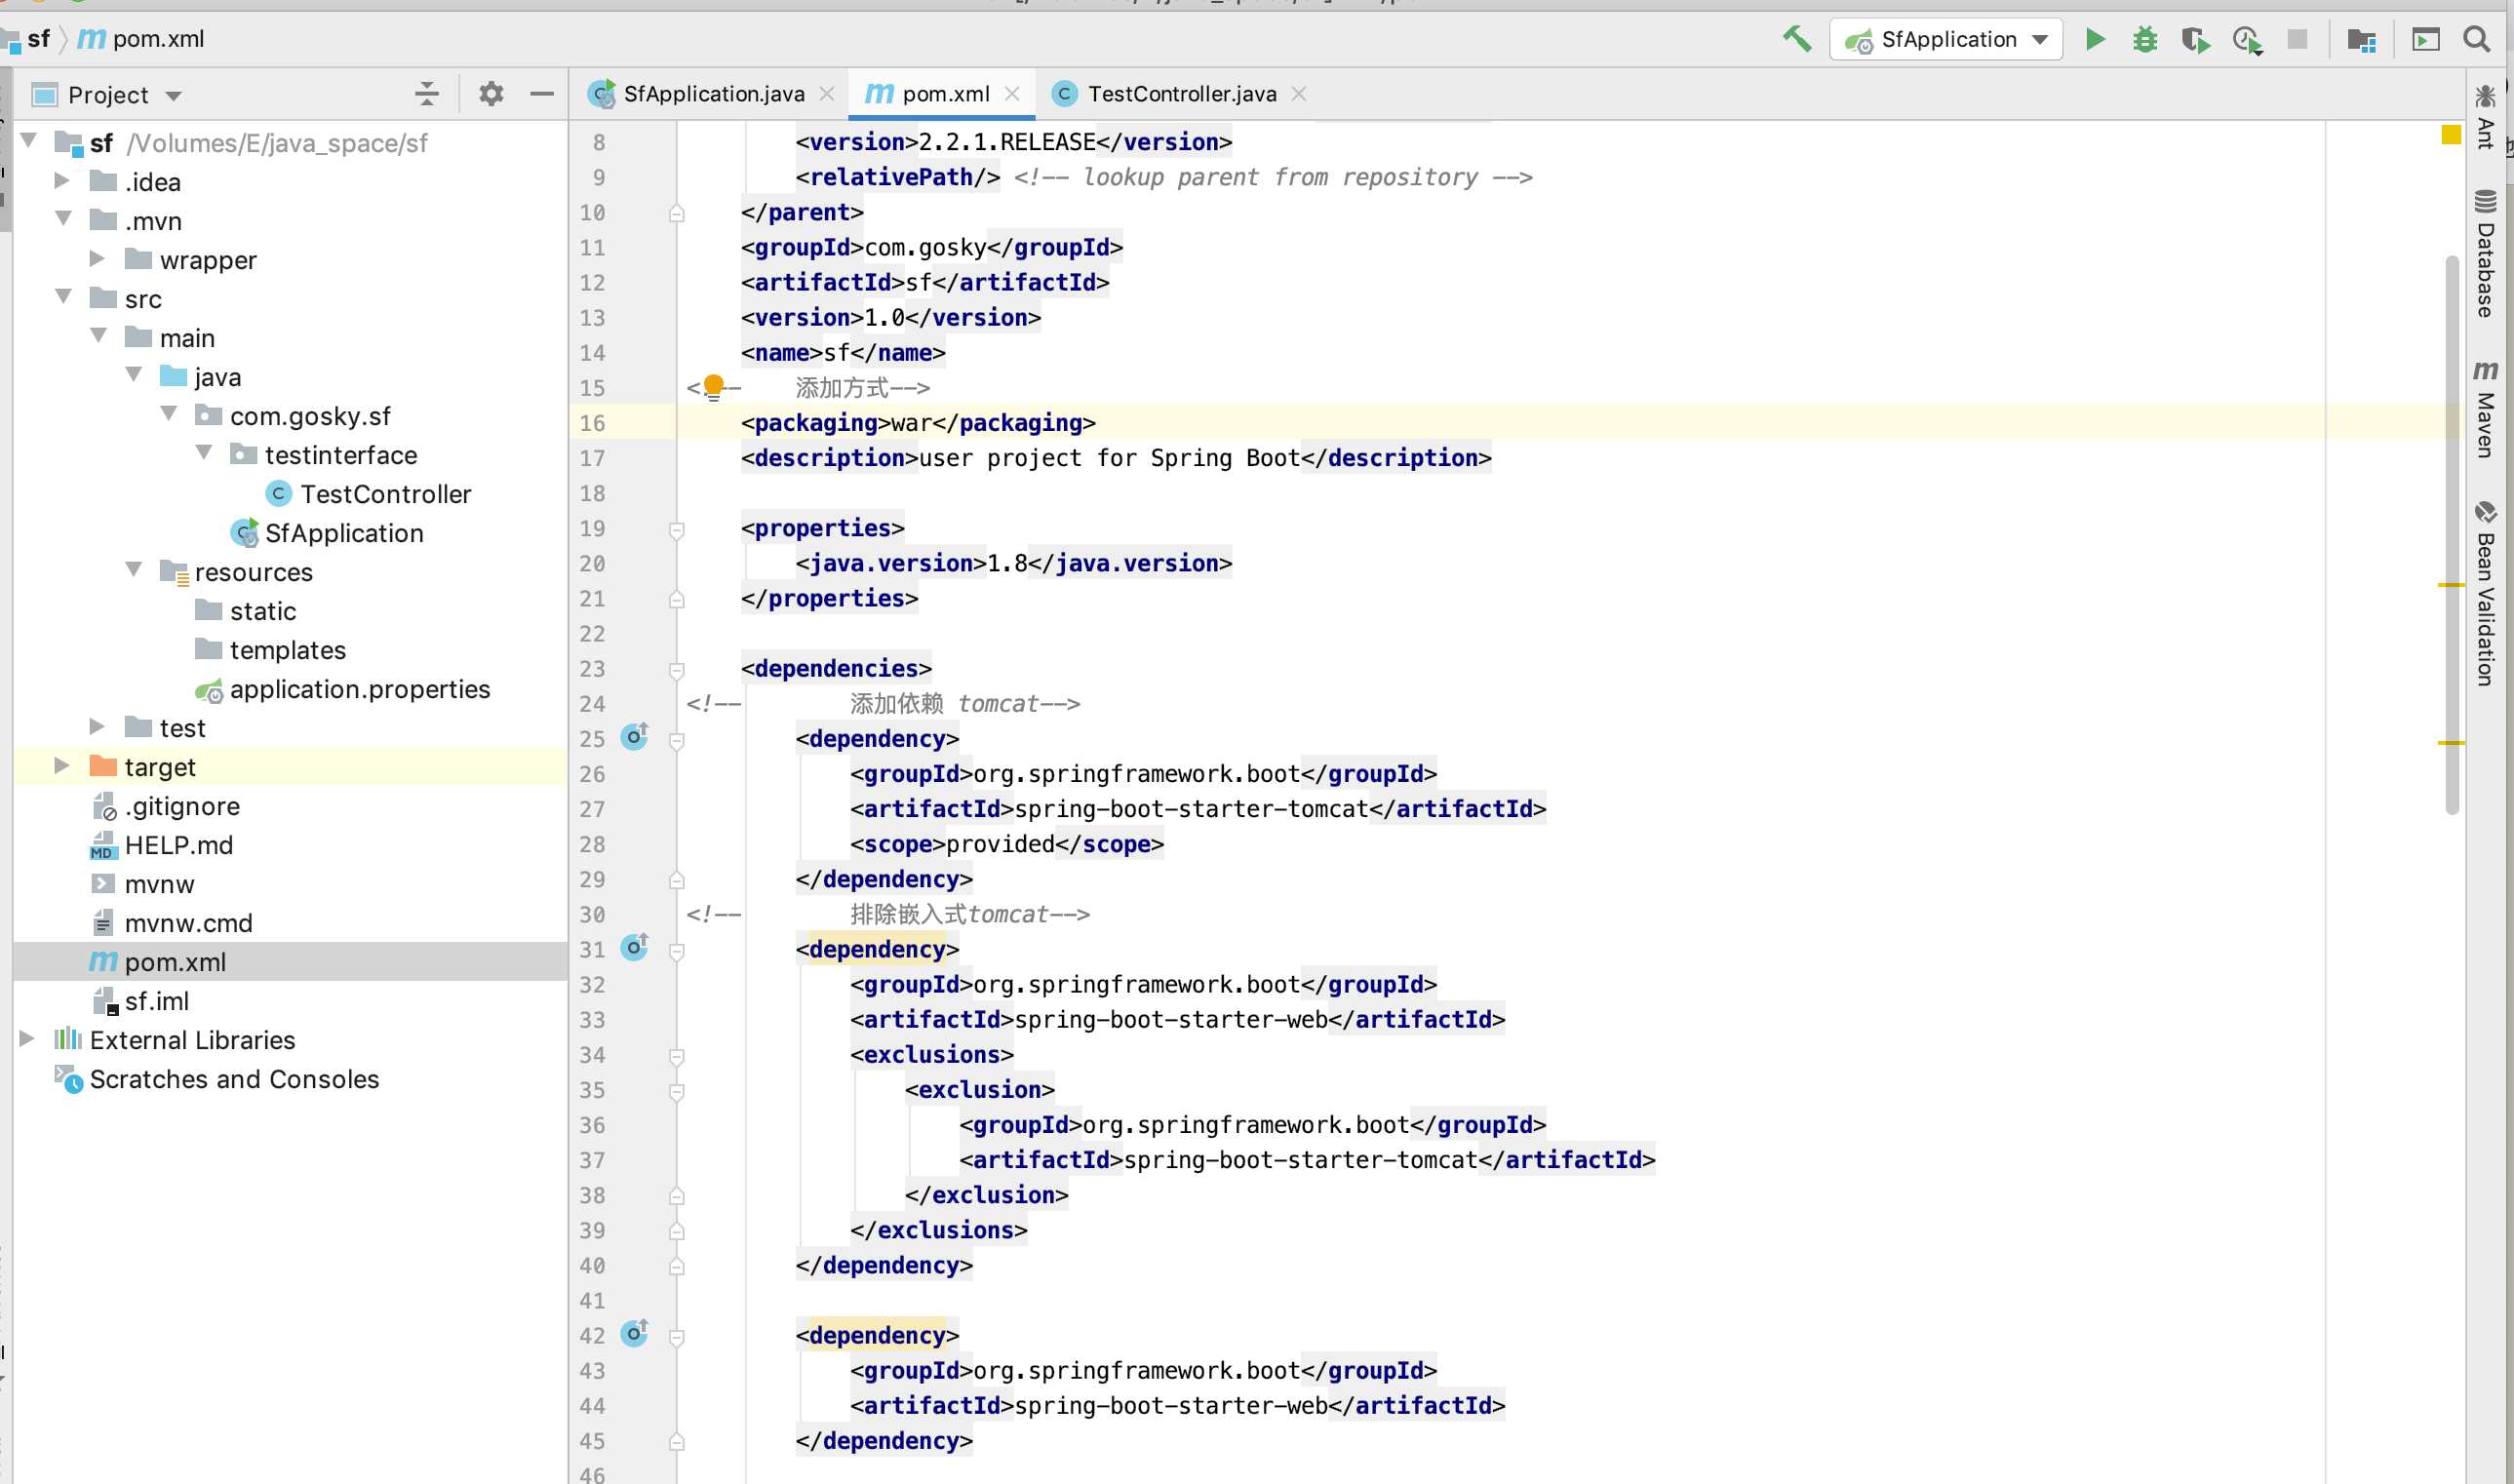 sf 〉 pom.xml
SfApplication
Project
SfApplication.java
pom.xml
TestController.java
sf /Volumes/E/java_space/sf
.idea
.mvn
wrapper
src
main
java
com.gosky.sf
testinterface
TestController
SfApplication
resources
static
templates
application.properties
test
target
.gitignore
HELP.md
mvnw
mvnw.cmd
pom.xml
sf.iml
External Libraries
Scratches and Consoles
8 <version>2.2.1.RELEASE</version>
9 <relativePath/> <!-- lookup parent from repository -->
10 </parent>
11 <groupId>com.gosky</groupId>
12 <artifactId>sf</artifactId>
13 <version>1.0</version>
14 <name>sf</name>
15 <!-- 添加方式-->
16 <packaging>war</packaging>
17 <description>user project for Spring Boot</description>
18
19 <properties>
20 <java.version>1.8</java.version>
21 </properties>
22
23 <dependencies>
24 <!-- 添加依赖 tomcat-->
25 <dependency>
26 <groupId>org.springframework.boot</groupId>
27 <artifactId>spring-boot-starter-tomcat</artifactId>
28 <scope>provided</scope>
29 </dependency>
30 <!-- 排除嵌入式tomcat-->
31 <dependency>
32 <groupId>org.springframework.boot</groupId>
33 <artifactId>spring-boot-starter-web</artifactId>
34 <exclusions>
35 <exclusion>
36 <groupId>org.springframework.boot</groupId>
37 <artifactId>spring-boot-starter-tomcat</artifactId>
38 </exclusion>
39 </exclusions>
40 </dependency>
41
42 <dependency>
43 <groupId>org.springframework.boot</groupId>
44 <artifactId>spring-boot-starter-web</artifactId>
45 </dependency>
46
Ant
Database
Maven
Bean Validation